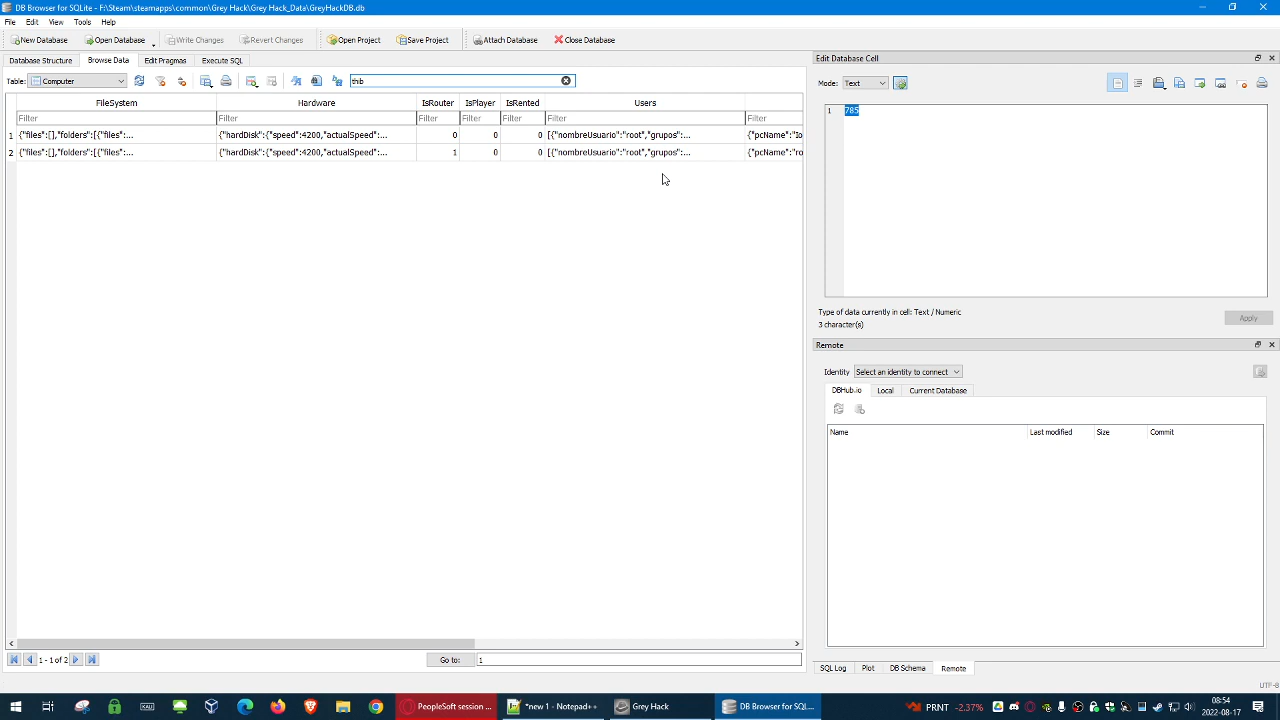 DB Browser for SQLite - F:\Steam\steamapps\common\Grey Hack\Grey Hack_Data\GreyHackDB.db
File Edit View Tools Help
New Database Open Database Write Changes Revert Changes Open Project Save Project Attach Database Close Database
Database Structure Browse Data Edit Pragmas Execute SQL
Table: Computer thib
FileSystem Hardware IsRouter IsPlayer IsRented Users
Filter Filter Filter Filter Filter Filter Filter
1 {"files":[],"folders":[{"files":... {"hardDisk":{"speed":4200,"actualSpeed":... 0 0 0 [{"nombreUsuario":"root","grupos":... {"pcName":"Io
2 {"files":[],"folders":[{"files":... {"hardDisk":{"speed":4200,"actualSpeed":... 1 0 0 [{"nombreUsuario":"root","grupos":... {"pcName":"ro
1 - 1 of 2 Go to: 1
Edit Database Cell
Mode: Text
1 785
Type of data currently in cell: Text / Numeric
3 character(s)
Apply
Remote
Identity Select an identity to connect
DBHub.io Local Current Database
Name Last modified Size Commit
SQL Log Plot DB Schema Remote
UTF-8
PeopleSoft session ... *new 1 - Notepad++ Grey Hack DB Browser for SQL... PRNT -2.37% 08:54
2022-08-17